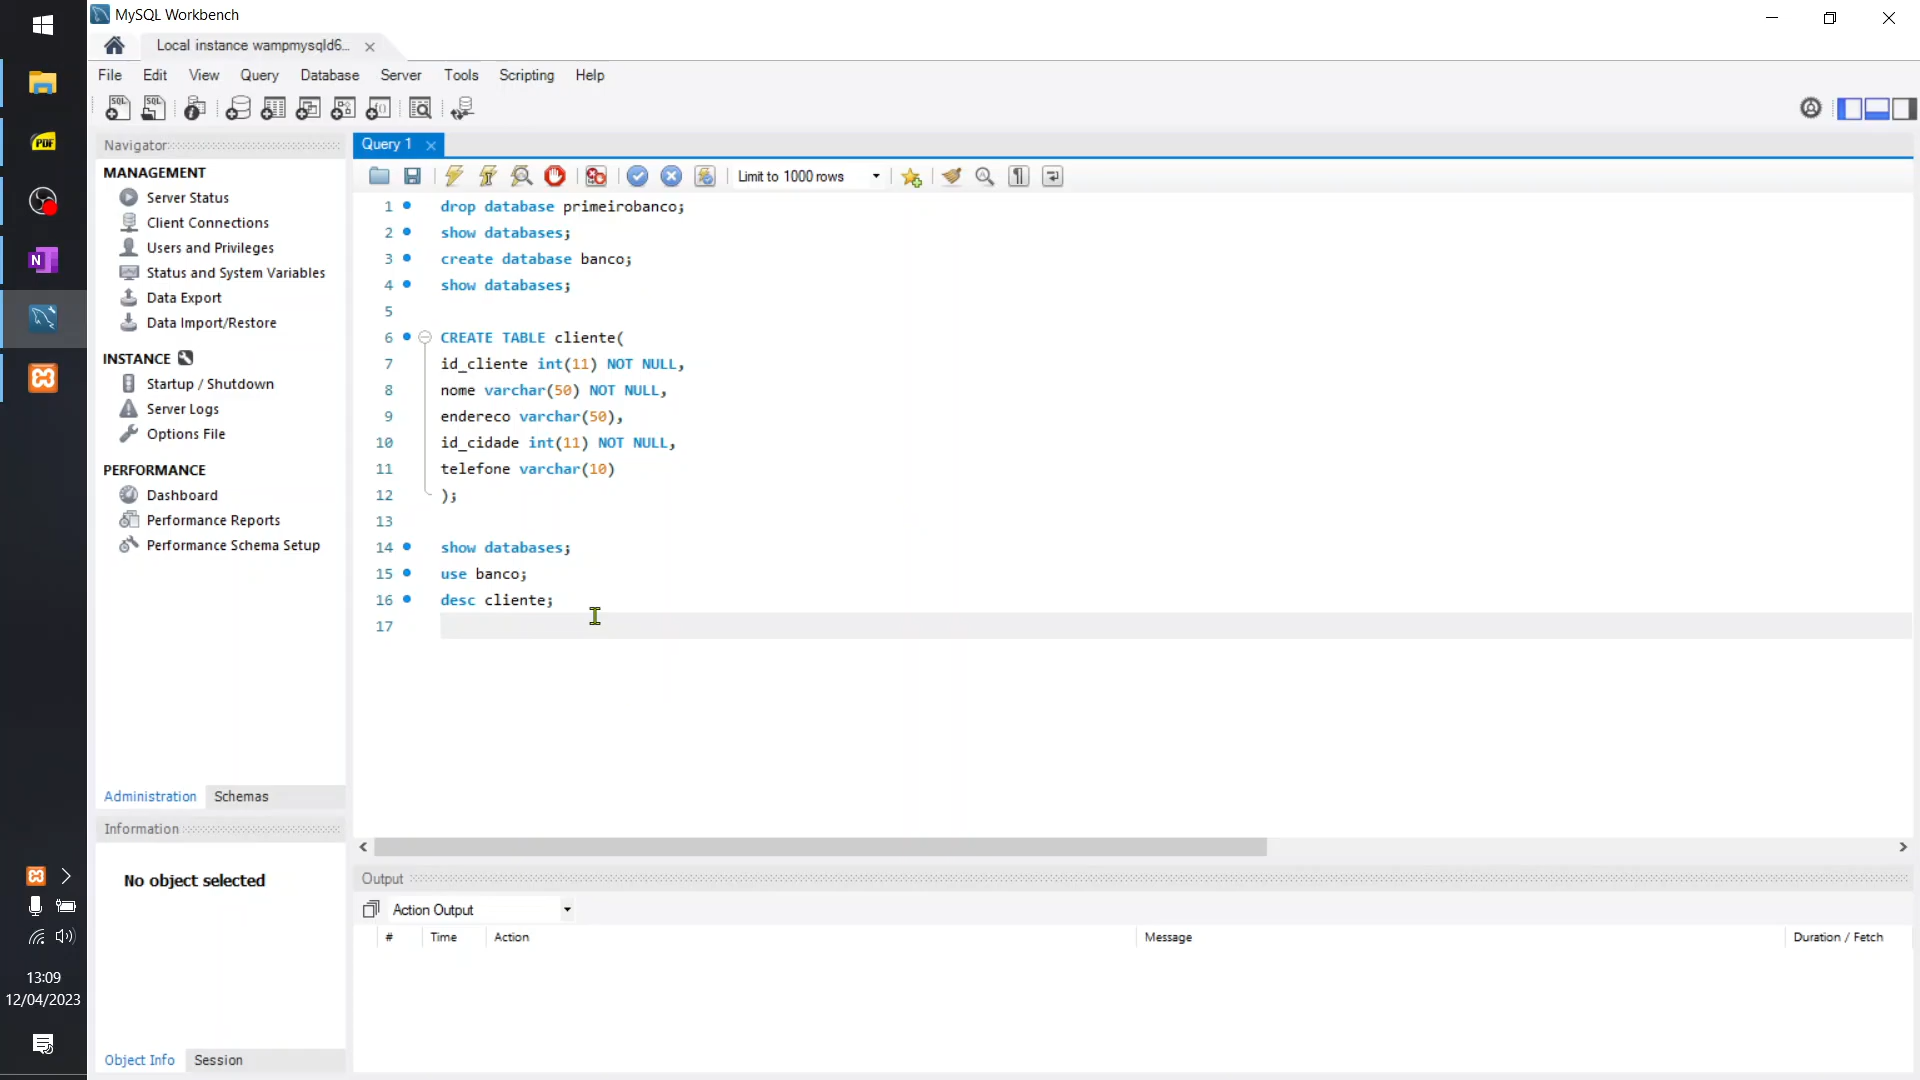 MySQL Workbench
Local instance wampmysqld6...
File Edit View Query Database Server Tools Scripting Help
Navigator
MANAGEMENT
Server Status
Client Connections
Users and Privileges
Status and System Variables
Data Export
Data Import/Restore
INSTANCE
Startup / Shutdown
Server Logs
Options File
PERFORMANCE
Dashboard
Performance Reports
Performance Schema Setup
Administration Schemas
Information
No object selected
Object Info Session
Query 1
Limit to 1000 rows
1 drop database primeirobanco;
2 show databases;
3 create database banco;
4 show databases;
5
6 CREATE TABLE cliente(
7 id_cliente int(11) NOT NULL,
8 nome varchar(50) NOT NULL,
9 endereco varchar(50),
10 id_cidade int(11) NOT NULL,
11 telefone varchar(10)
12 );
13
14 show databases;
15 use banco;
16 desc cliente;
17
Output
Action Output
# Time Action Message Duration / Fetch
PDF
N
13:09
12/04/2023